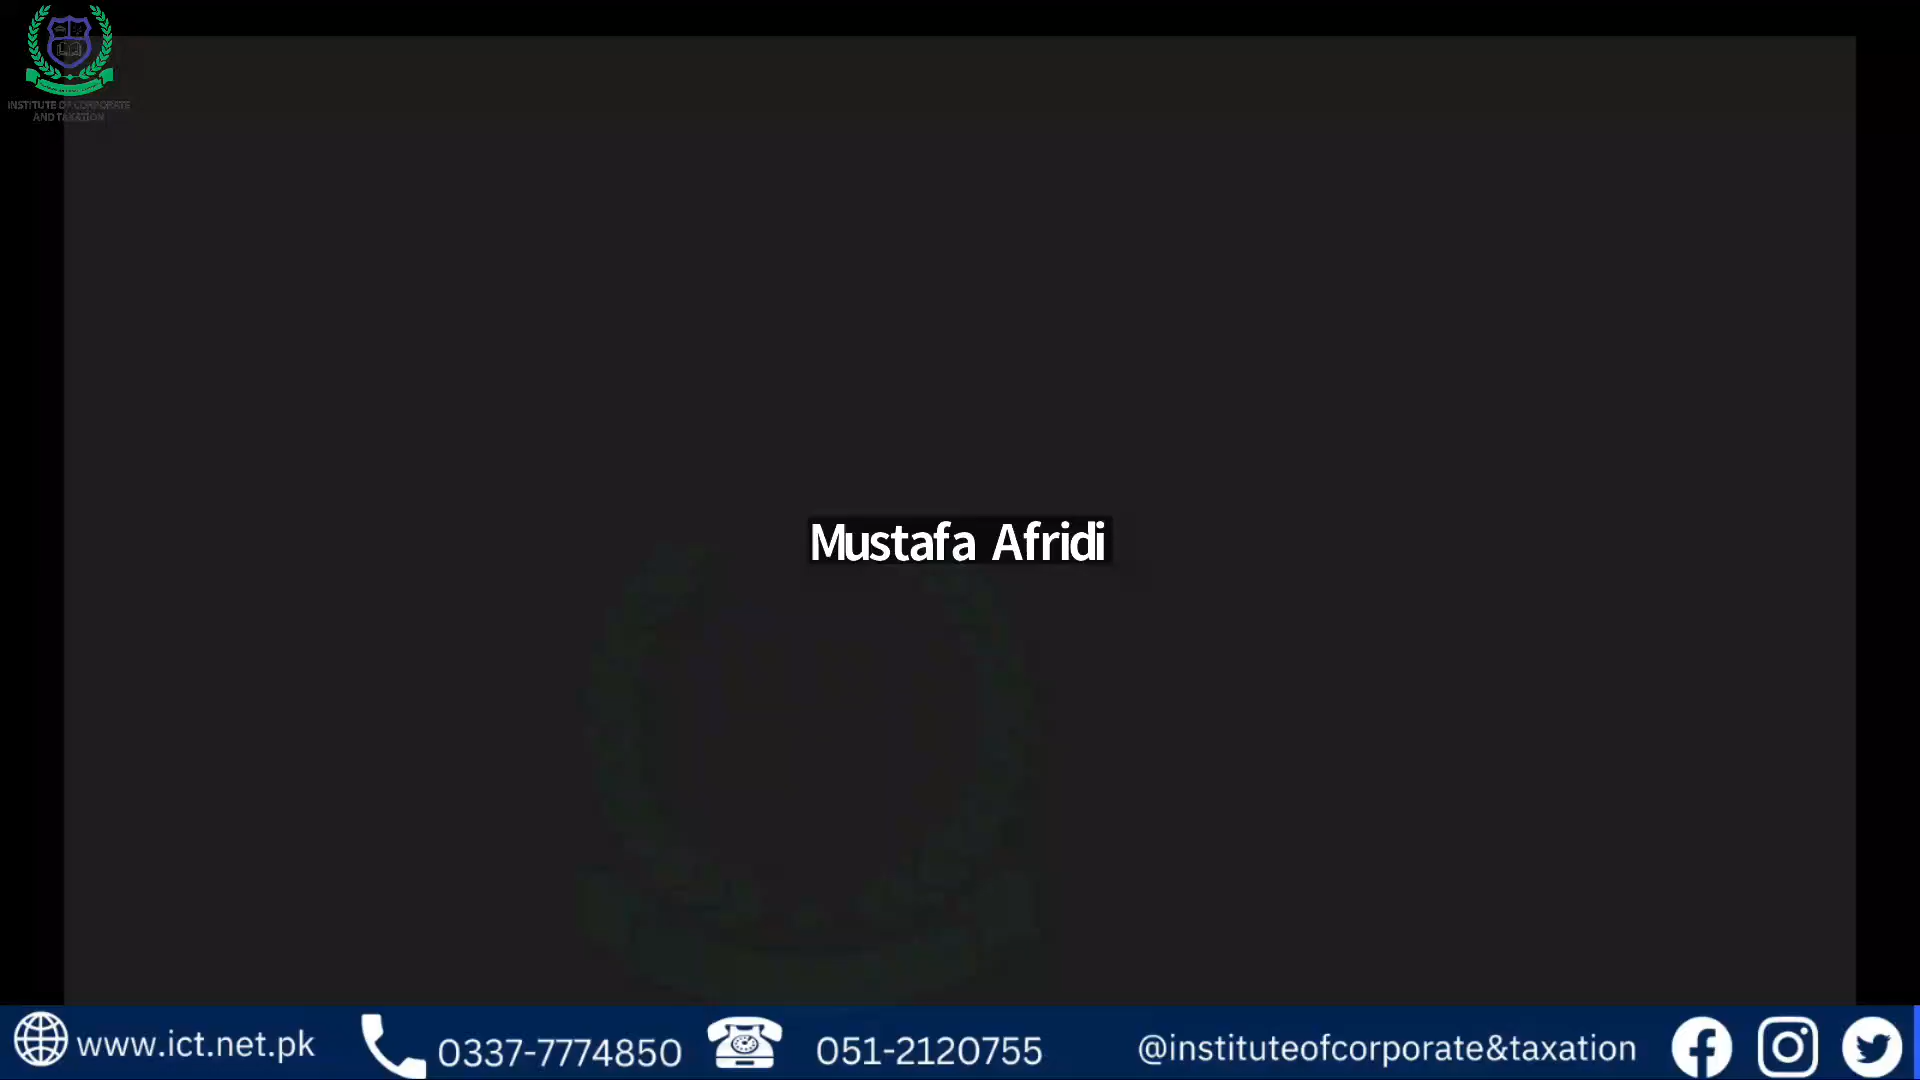 INSTITUTE OF CORPORATE
AND TAXATION
Mustafa Afridi
www.ict.net.pk
0337-7774850
051-2120755
@instituteofcorporate&taxation